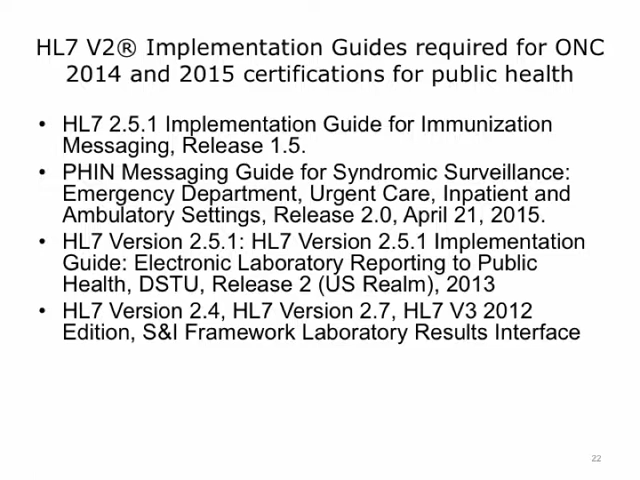 HL7 V2® Implementation Guides required for ONC
2014 and 2015 certifications for public health
• HL7 2.5.1 Implementation Guide for Immunization
Messaging, Release 1.5.
• PHIN Messaging Guide for Syndromic Surveillance:
Emergency Department, Urgent Care, Inpatient and
Ambulatory Settings, Release 2.0, April 21, 2015.
• HL7 Version 2.5.1: HL7 Version 2.5.1 Implementation
Guide: Electronic Laboratory Reporting to Public
Health, DSTU, Release 2 (US Realm), 2013
• HL7 Version 2.4, HL7 Version 2.7, HL7 V3 2012
Edition, S&I Framework Laboratory Results Interface
22